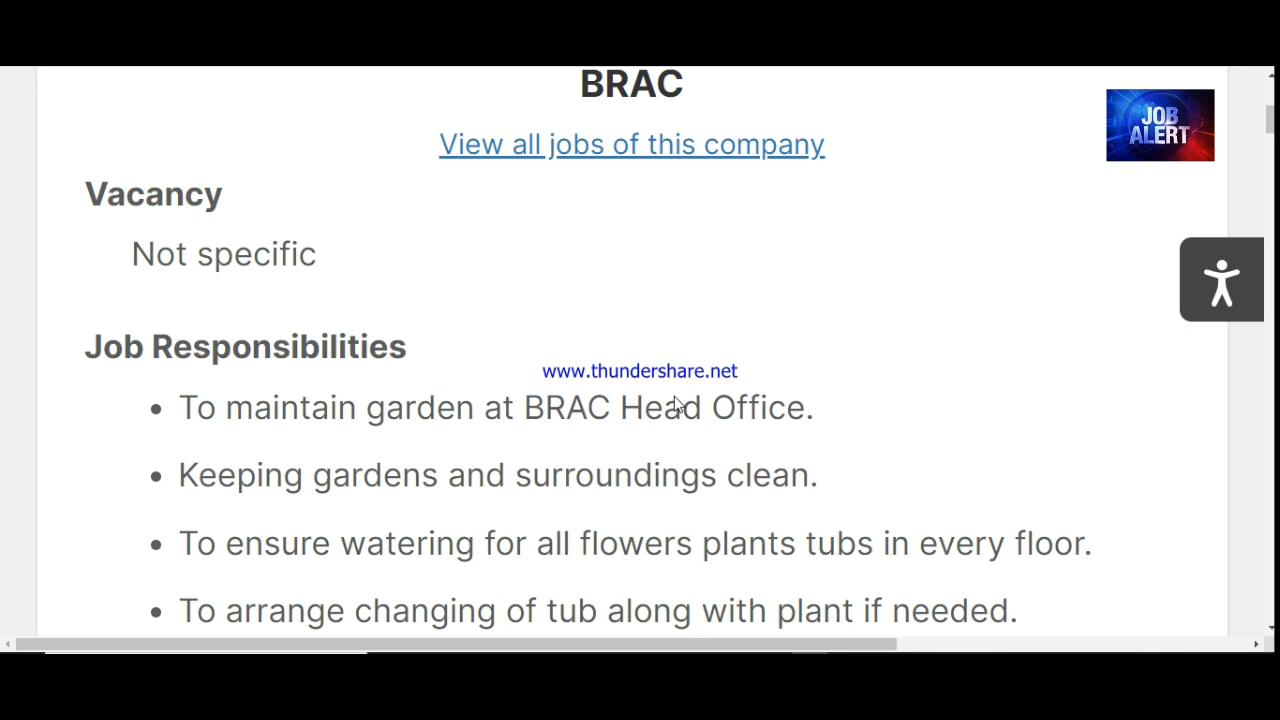 BRAC
View all jobs of this company
JOB
ALERT
Vacancy
Not specific
Job Responsibilities
www.thundershare.net
To maintain garden at BRAC Head Office.
Keeping gardens and surroundings clean.
To ensure watering for all flowers plants tubs in every floor.
To arrange changing of tub along with plant if needed.